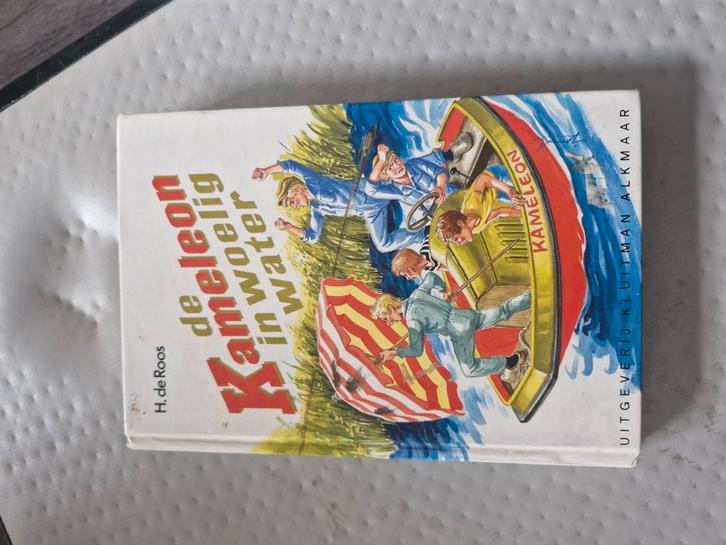 H. de Roos
de
Kameleon
in woelig
water
KAMELEON
UITGEVERIJ KLUITMAN ALKMAAR